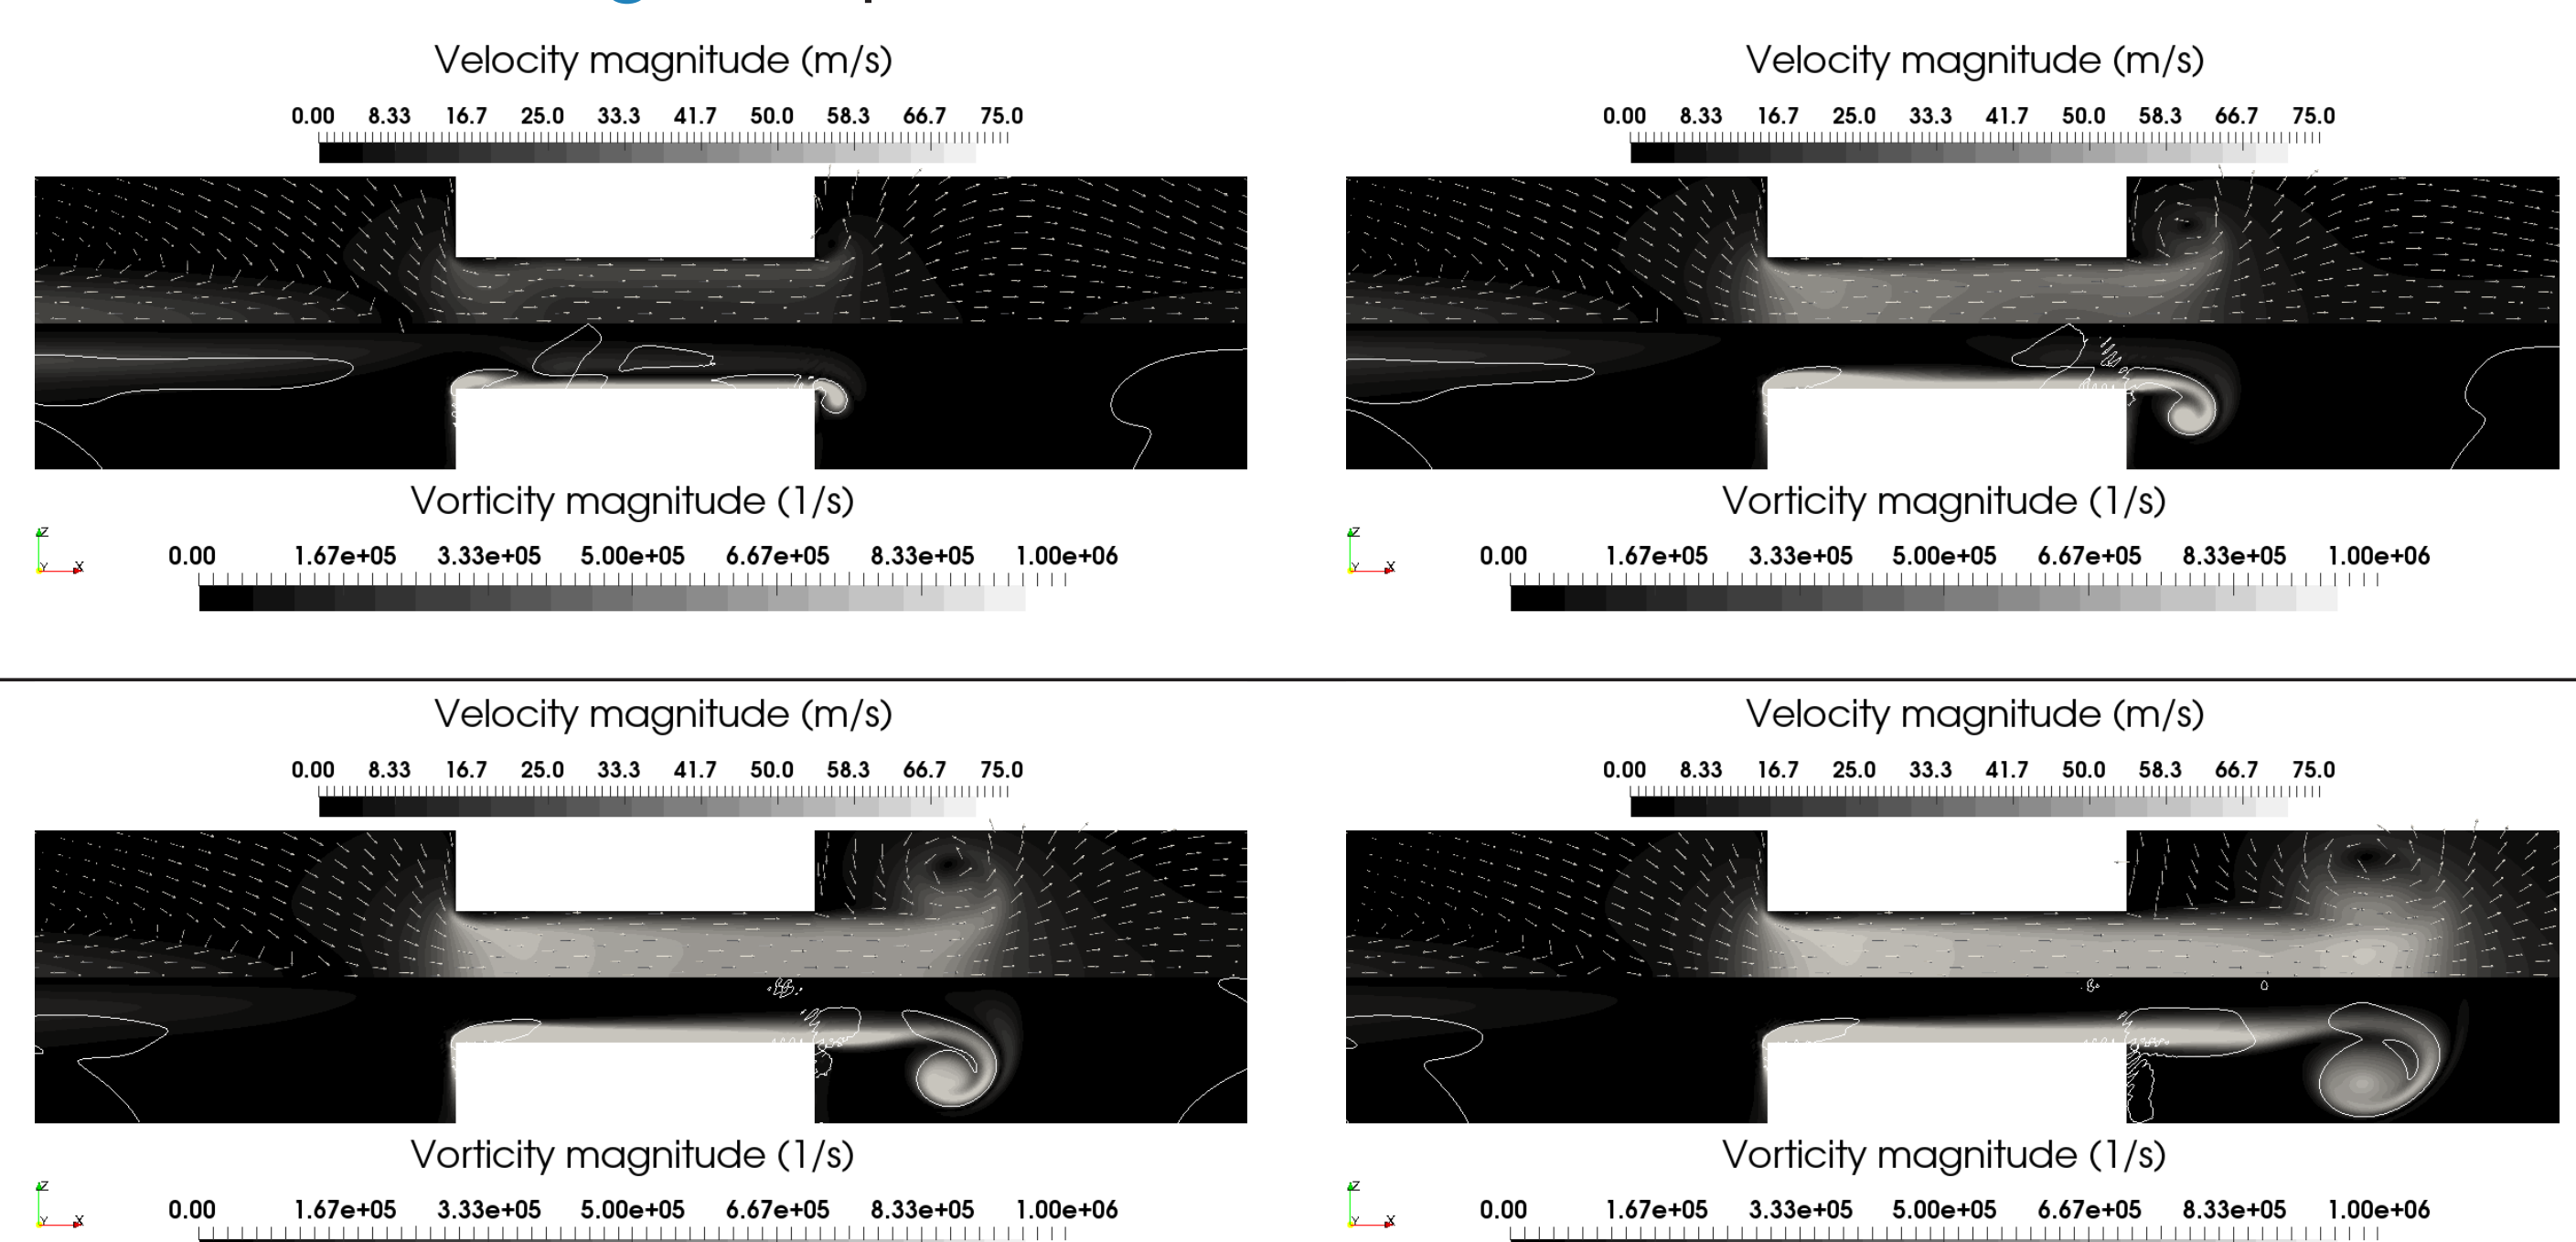 Velocity magnitude (m/s)
0.00 8.33 16.7 25.0 33.3 41.7 50.0 58.3 66.7 75.0
Vorticity magnitude (1/s)
Z
Y X
0.00 1.67e+05 3.33e+05 5.00e+05 6.67e+05 8.33e+05 1.00e+06
Velocity magnitude (m/s)
0.00 8.33 16.7 25.0 33.3 41.7 50.0 58.3 66.7 75.0
Vorticity magnitude (1/s)
Z
Y X
0.00 1.67e+05 3.33e+05 5.00e+05 6.67e+05 8.33e+05 1.00e+06
Velocity magnitude (m/s)
0.00 8.33 16.7 25.0 33.3 41.7 50.0 58.3 66.7 75.0
Vorticity magnitude (1/s)
Z
Y X
0.00 1.67e+05 3.33e+05 5.00e+05 6.67e+05 8.33e+05 1.00e+06
Velocity magnitude (m/s)
0.00 8.33 16.7 25.0 33.3 41.7 50.0 58.3 66.7 75.0
Vorticity magnitude (1/s)
Z
Y X
0.00 1.67e+05 3.33e+05 5.00e+05 6.67e+05 8.33e+05 1.00e+06